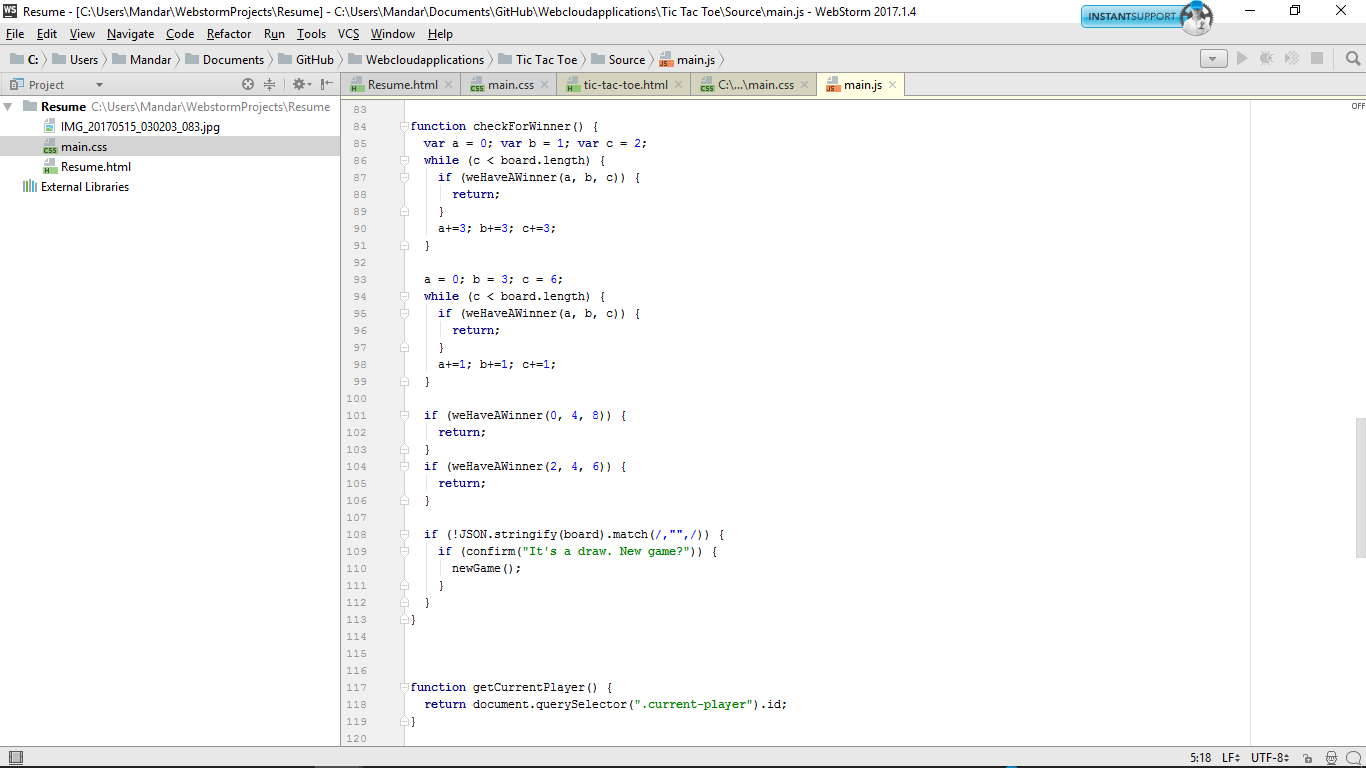 WS Resume - [C:\Users\Mandar\WebstormProjects\Resume] - C:\Users\Mandar\Documents\GitHub\Webcloudapplications\Tic Tac Toe\Source\main.js - WebStorm 2017.1.4
INSTANTSUPPORT
File Edit View Navigate Code Refactor Run Tools VCS Window Help
C: Users Mandar Documents GitHub Webcloudapplications Tic Tac Toe Source main.js
Project
Resume.html main.css tic-tac-toe.html C:\...\main.css main.js
Resume C:\Users\Mandar\WebstormProjects\Resume
IMG_20170515_030203_083.jpg
main.css
Resume.html
External Libraries
OFF
83
84 function checkForWinner() {
85 var a = 0; var b = 1; var c = 2;
86 while (c < board.length) {
87 if (weHaveAWinner(a, b, c)) {
88 return;
89 }
90 a+=3; b+=3; c+=3;
91 }
92
93 a = 0; b = 3; c = 6;
94 while (c < board.length) {
95 if (weHaveAWinner(a, b, c)) {
96 return;
97 }
98 a+=1; b+=1; c+=1;
99 }
100
101 if (weHaveAWinner(0, 4, 8)) {
102 return;
103 }
104 if (weHaveAWinner(2, 4, 6)) {
105 return;
106 }
107
108 if (!JSON.stringify(board).match(/,"",/)) {
109 if (confirm("It's a draw. New game?")) {
110 newGame();
111 }
112 }
113 }
114
115
116
117 function getCurrentPlayer() {
118 return document.querySelector(".current-player").id;
119 }
120
5:18 LF UTF-8